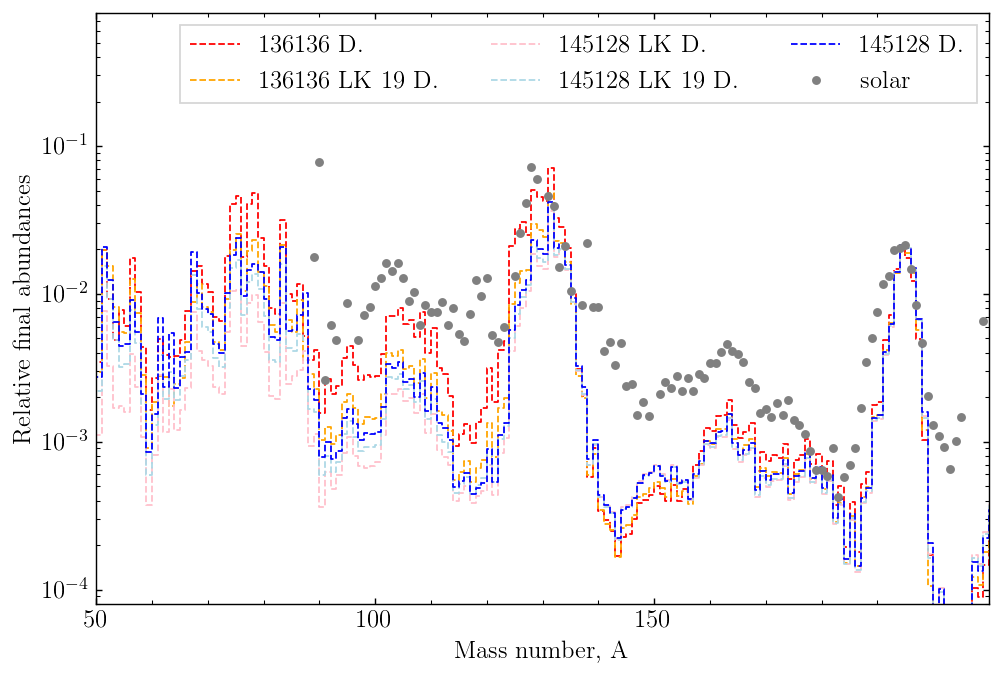 136136 D.
136136 LK 19 D.
145128 LK D.
145128 LK 19 D.
145128 D.
solar
Relative final abundances
10⁻¹
10⁻²
10⁻³
10⁻⁴
50
100
150
Mass number, A